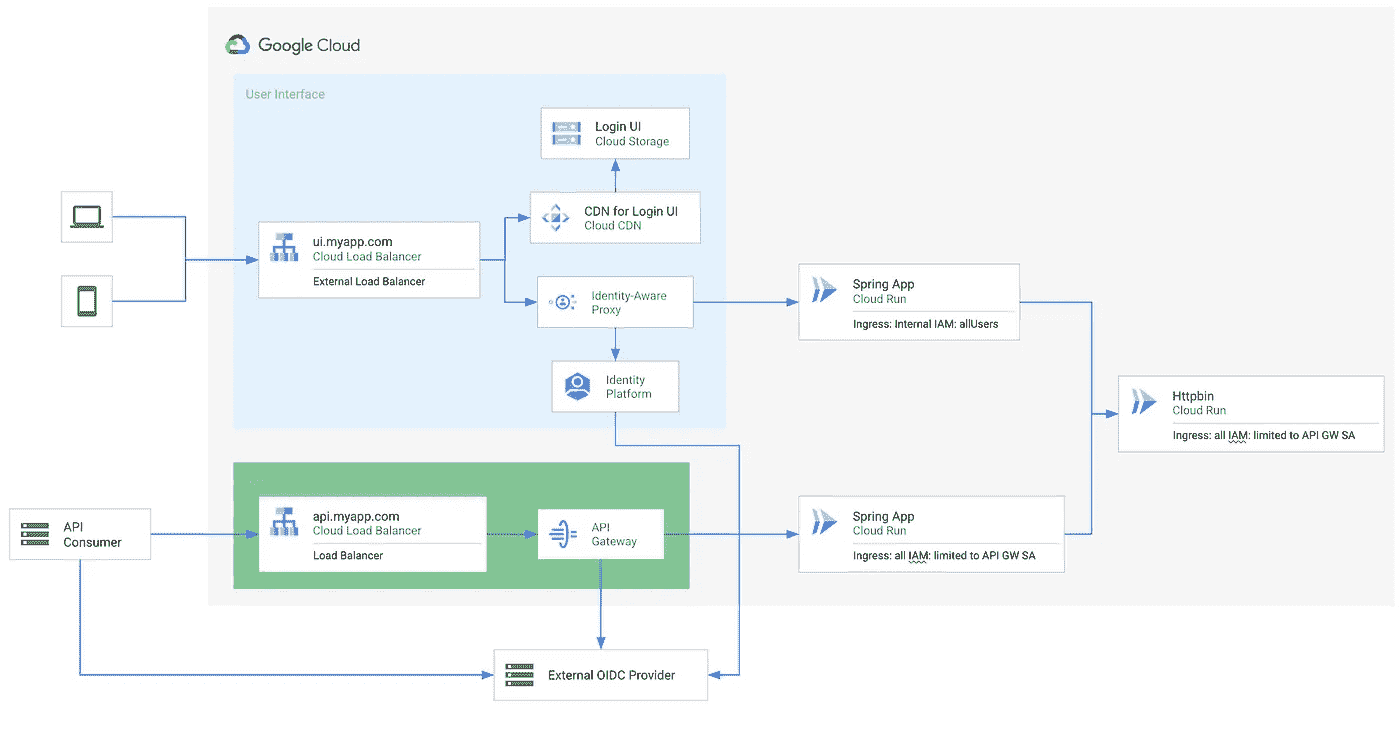 Google Cloud
User Interface
Login UI
Cloud Storage
CDN for Login UI
Cloud CDN
ui.myapp.com
Cloud Load Balancer
External Load Balancer
Identity-Aware
Proxy
Identity
Platform
Spring App
Cloud Run
Ingress: Internal IAM: allUsers
Httpbin
Cloud Run
Ingress: all IAM: limited to API GW SA
API
Consumer
api.myapp.com
Cloud Load Balancer
Load Balancer
API
Gateway
Spring App
Cloud Run
Ingress: all IAM: limited to API GW SA
External OIDC Provider